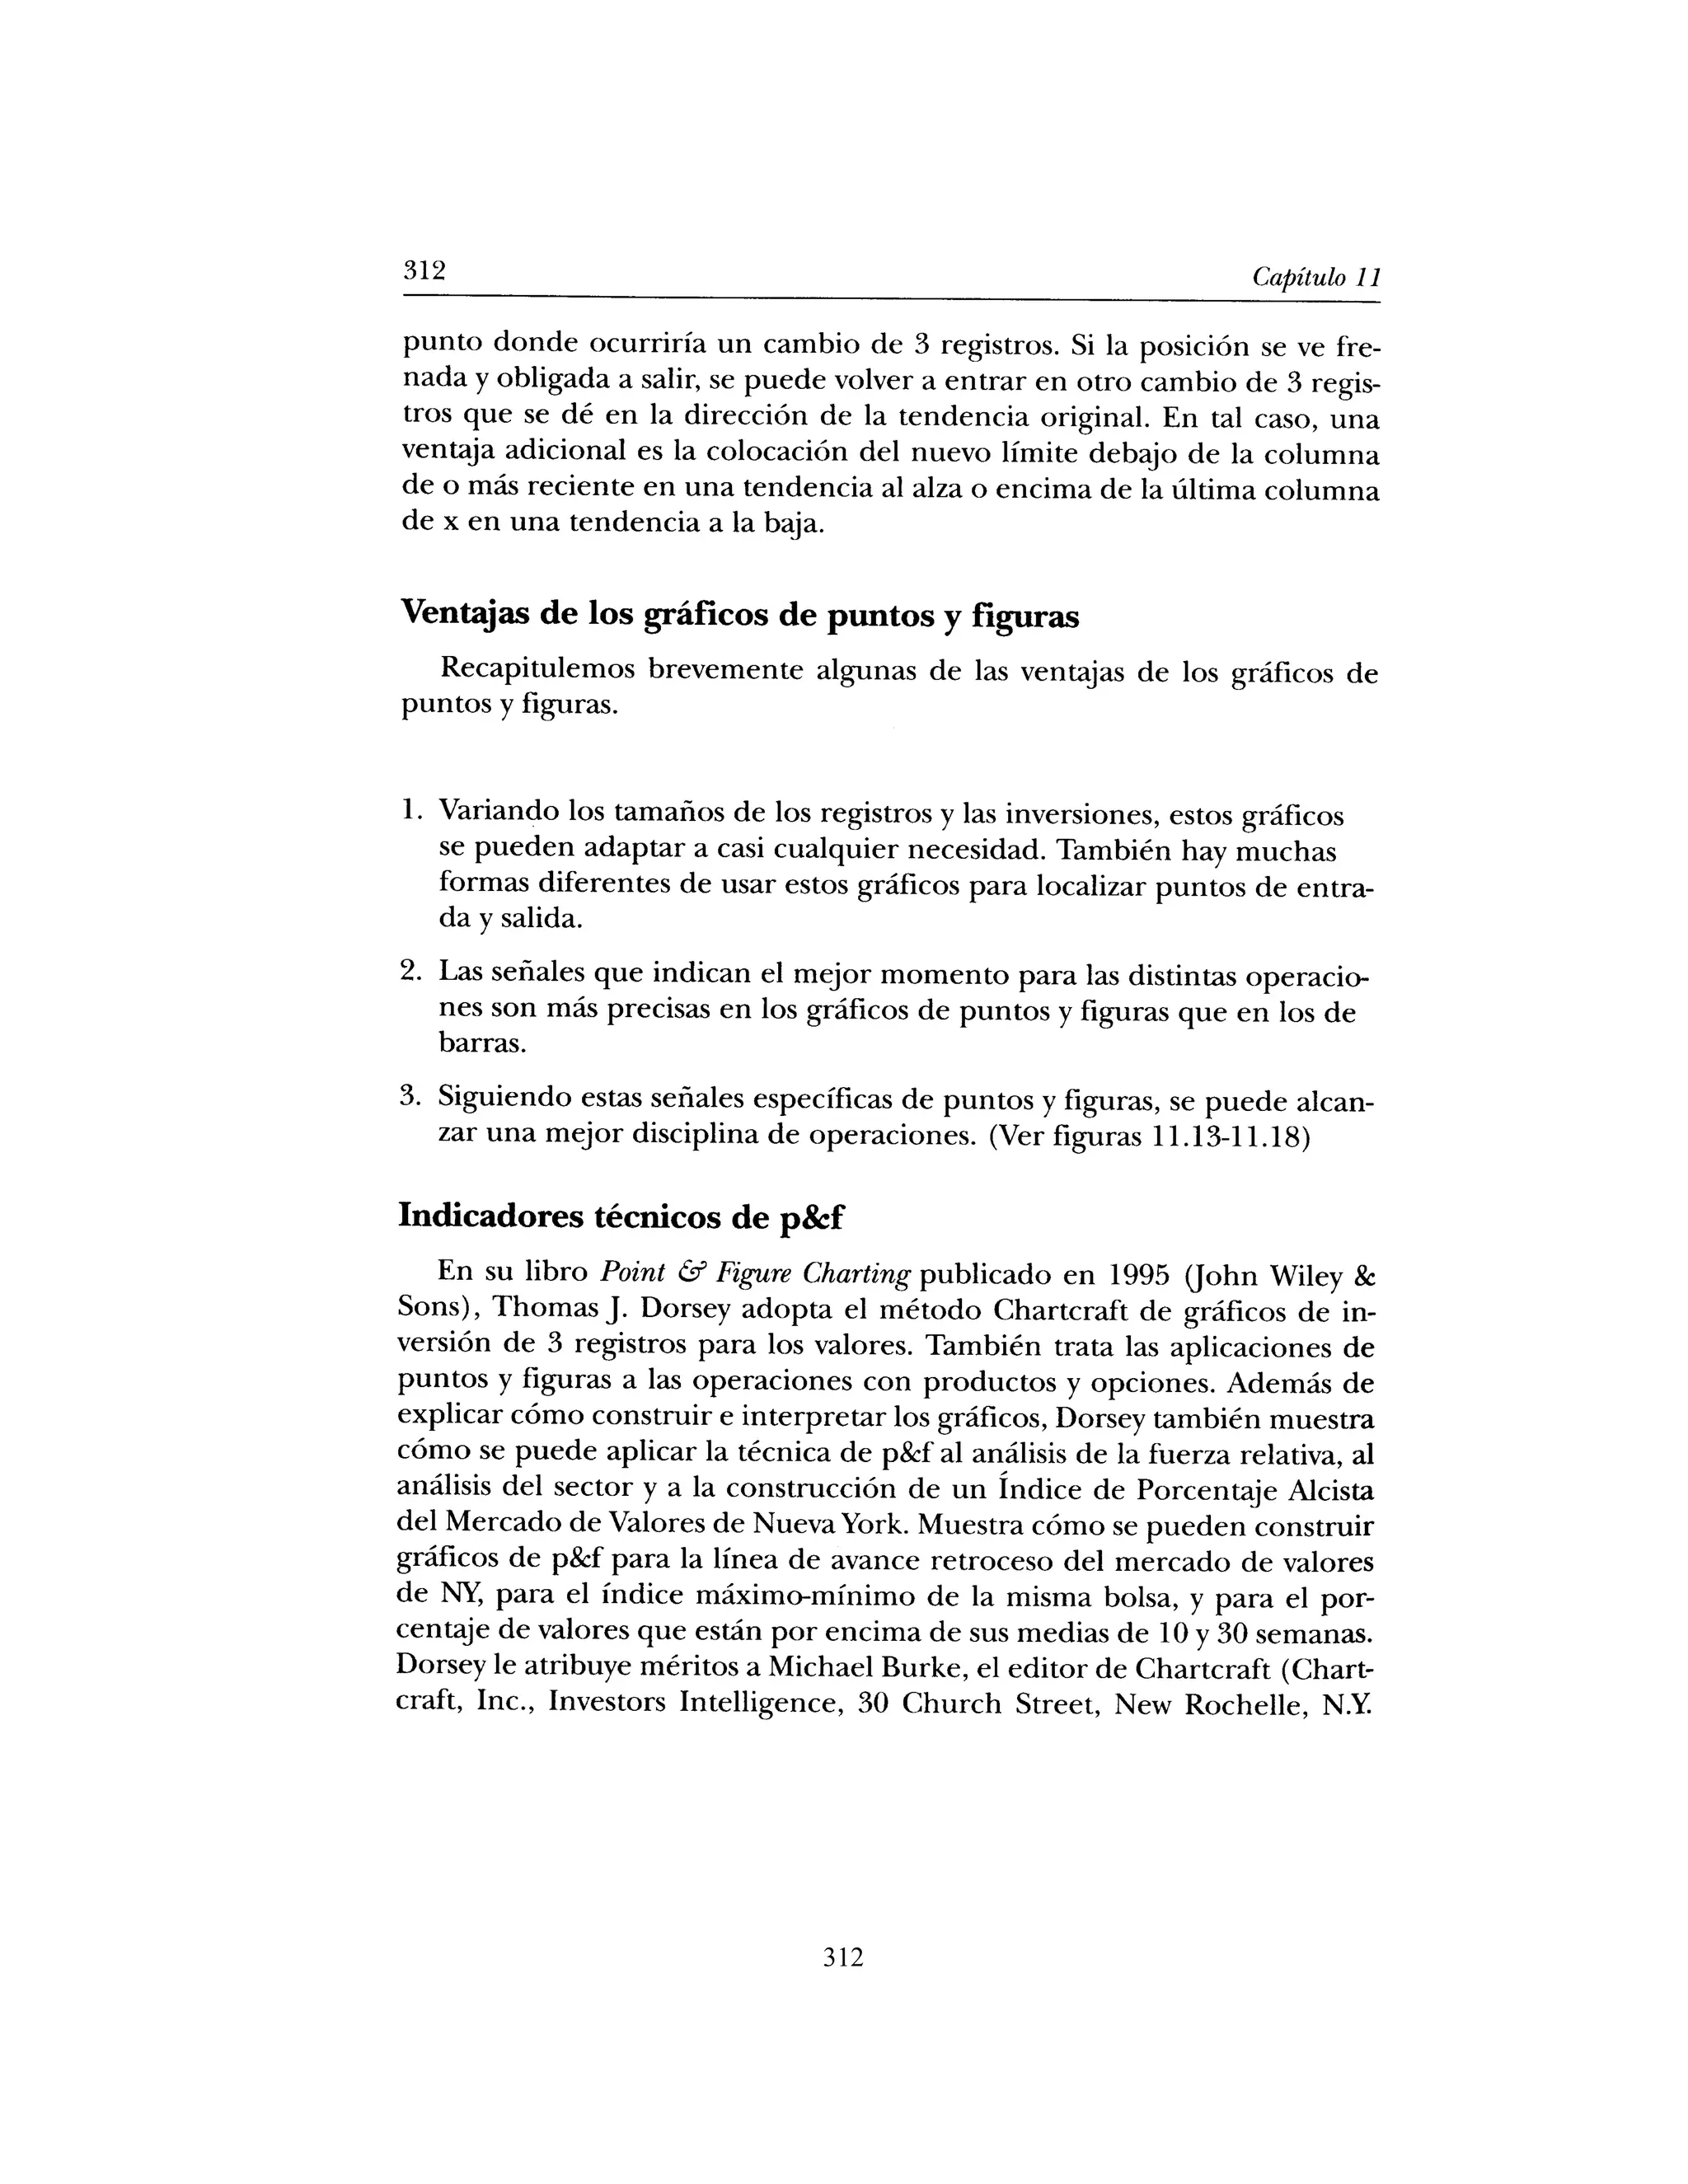 312 Capítulo 11
punto donde ocurriría un cambio de 3 registros. Si la posición se ve fre-
nada y obligada a salir, se puede volver a entrar en otro cambio de 3 regis-
tros que se dé en la dirección de la tendencia original. En tal caso, una
ventaja adicional es la colocación del nuevo límite debajo de la columna
de o más reciente en una tendencia al alza o encima de la última columna
de x en una tendencia a la baja.
Ventajas de los gráficos de puntos y figuras
Recapitulemos brevemente algunas de las ventajas de los gráficos de
puntos y figuras.
1. Variando los tamaños de los registros y las inversiones, estos gráficos
se pueden adaptar a casi cualquier necesidad. También hay muchas
formas diferentes de usar estos gráficos para localizar puntos de entra-
da y salida.
2. Las señales que indican el mejor momento para las distintas operacio-
nes son más precisas en los gráficos de puntos y figuras que en los de
barras.
3. Siguiendo estas señales específicas de puntos y figuras, se puede alcan-
zar una mejor disciplina de operaciones. (Ver figuras 11.13-11.18)
Indicadores técnicos de p&f
En su libro Point & Figure Charting publicado en 1995 (John Wiley &
Sons), Thomas J. Dorsey adopta el método Chartcraft de gráficos de in-
versión de 3 registros para los valores. También trata las aplicaciones de
puntos y figuras a las operaciones con productos y opciones. Además de
explicar cómo construir e interpretar los gráficos, Dorsey también muestra
cómo se puede aplicar la técnica de p&f al análisis de la fuerza relativa, al
análisis del sector y a la construcción de un Índice de Porcentaje Alcista
del Mercado de Valores de Nueva York. Muestra cómo se pueden construir
gráficos de p&f para la línea de avance retroceso del mercado de valores
de NY, para el índice máximo-mínimo de la misma bolsa, y para el por-
centaje de valores que están por encima de sus medias de 10 y 30 semanas.
Dorsey le atribuye méritos a Michael Burke, el editor de Chartcraft (Chart-
craft, Inc., Investors Intelligence, 30 Church Street, New Rochelle, N.Y.
312